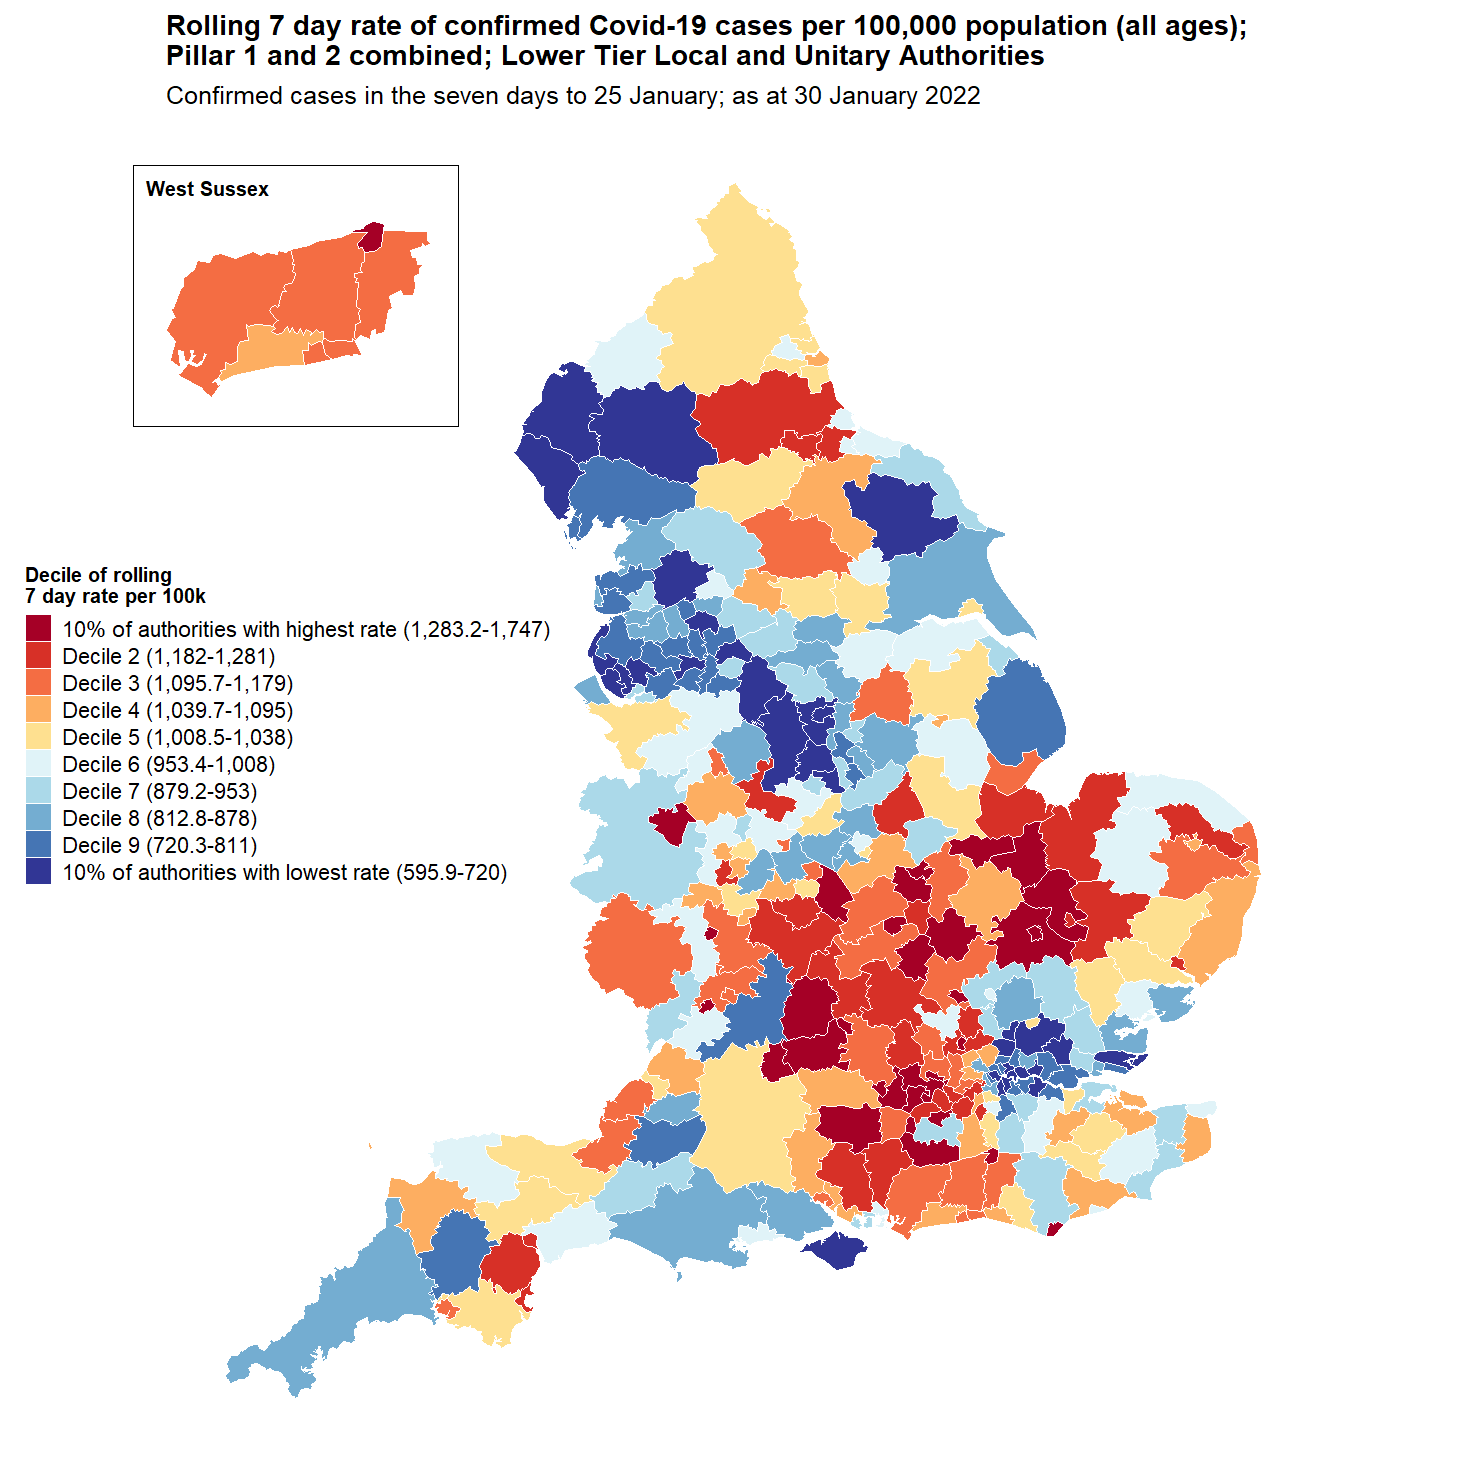 Rolling 7 day rate of confirmed Covid-19 cases per 100,000 population (all ages);
Pillar 1 and 2 combined; Lower Tier Local and Unitary Authorities
Confirmed cases in the seven days to 25 January; as at 30 January 2022
West Sussex
Decile of rolling
7 day rate per 100k
10% of authorities with highest rate (1,283.2-1,747)
Decile 2 (1,182-1,281)
Decile 3 (1,095.7-1,179)
Decile 4 (1,039.7-1,095)
Decile 5 (1,008.5-1,038)
Decile 6 (953.4-1,008)
Decile 7 (879.2-953)
Decile 8 (812.8-878)
Decile 9 (720.3-811)
10% of authorities with lowest rate (595.9-720)